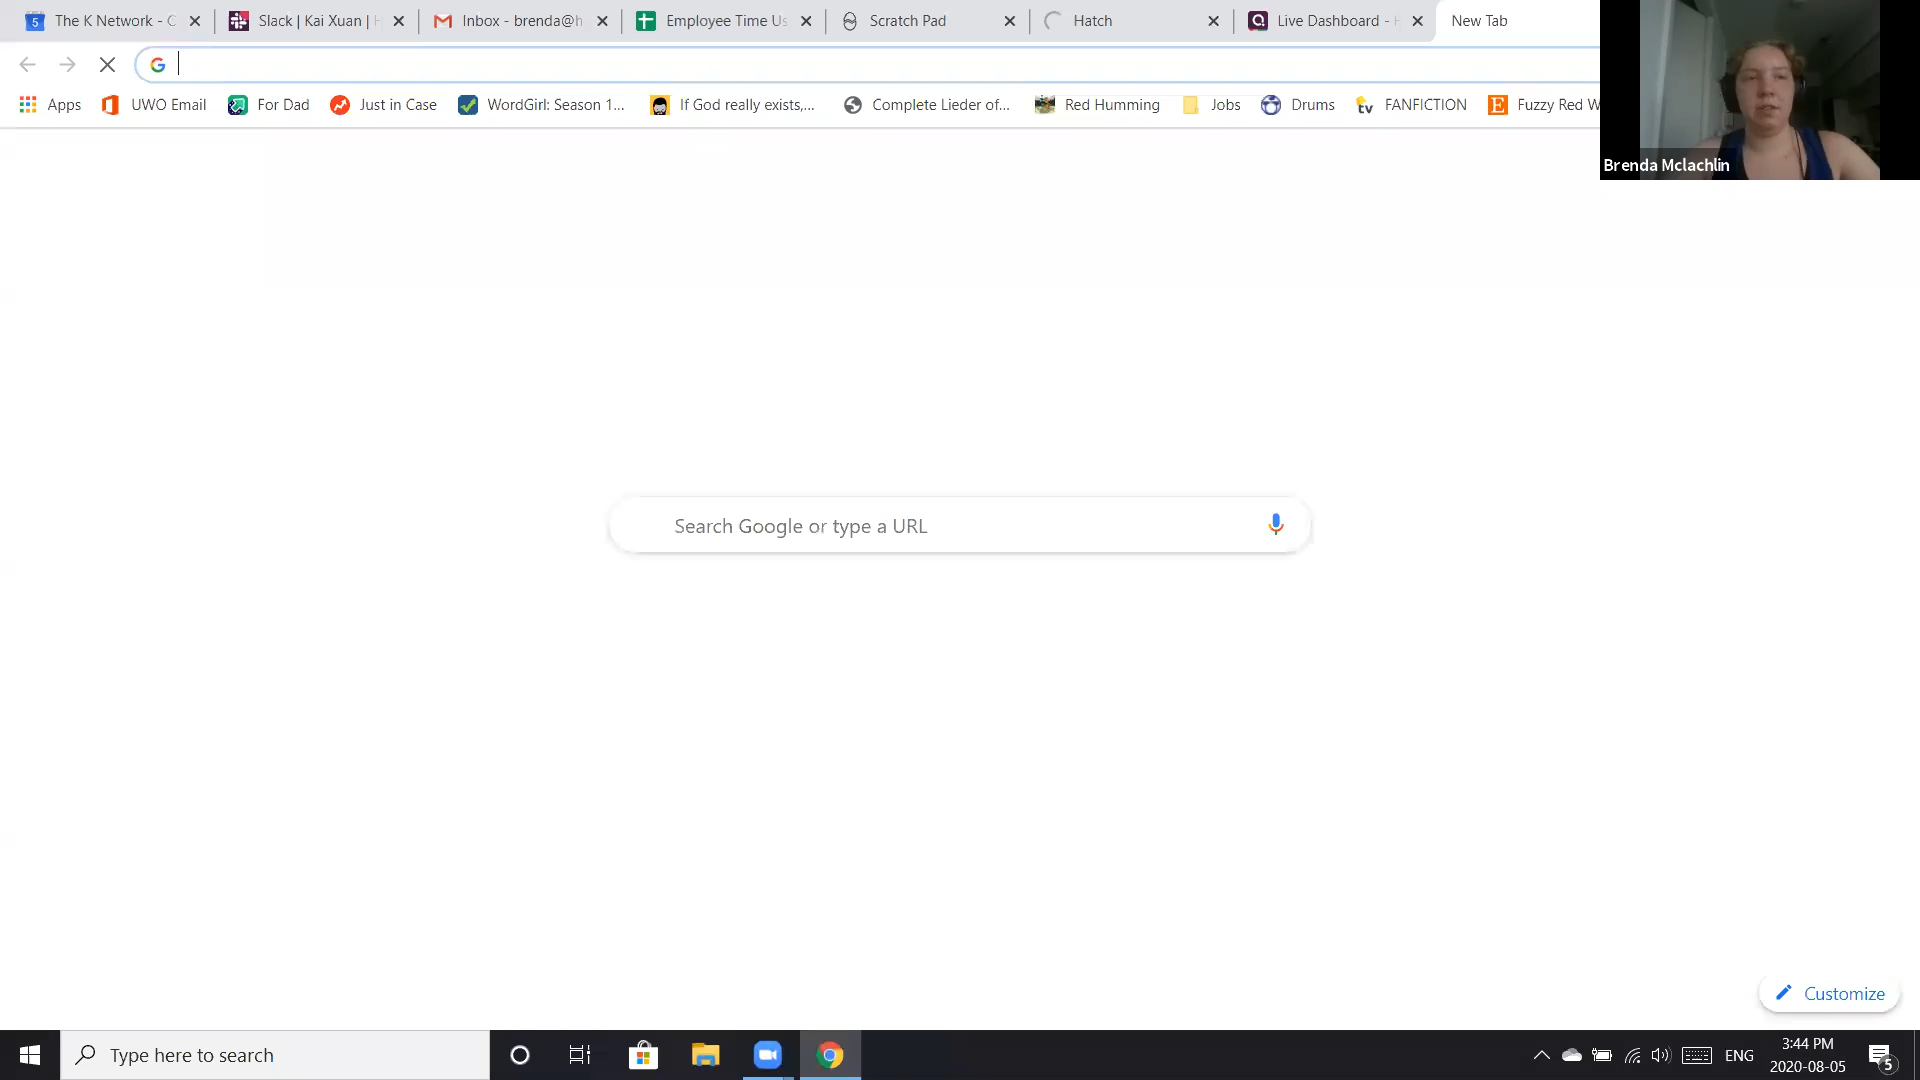 5 The K Network - C
Slack | Kai Xuan | H
Inbox - brenda@h
Employee Time Us
Scratch Pad
Hatch
Live Dashboard - H
New Tab
Apps
UWO Email
For Dad
Just in Case
WordGirl: Season 1...
If God really exists,...
Complete Lieder of...
Red Humming
Jobs
Drums
tv FANFICTION
E Fuzzy Red W
Brenda Mclachlin
Search Google or type a URL
Customize
Type here to search
ENG
3:44 PM
2020-08-05
5